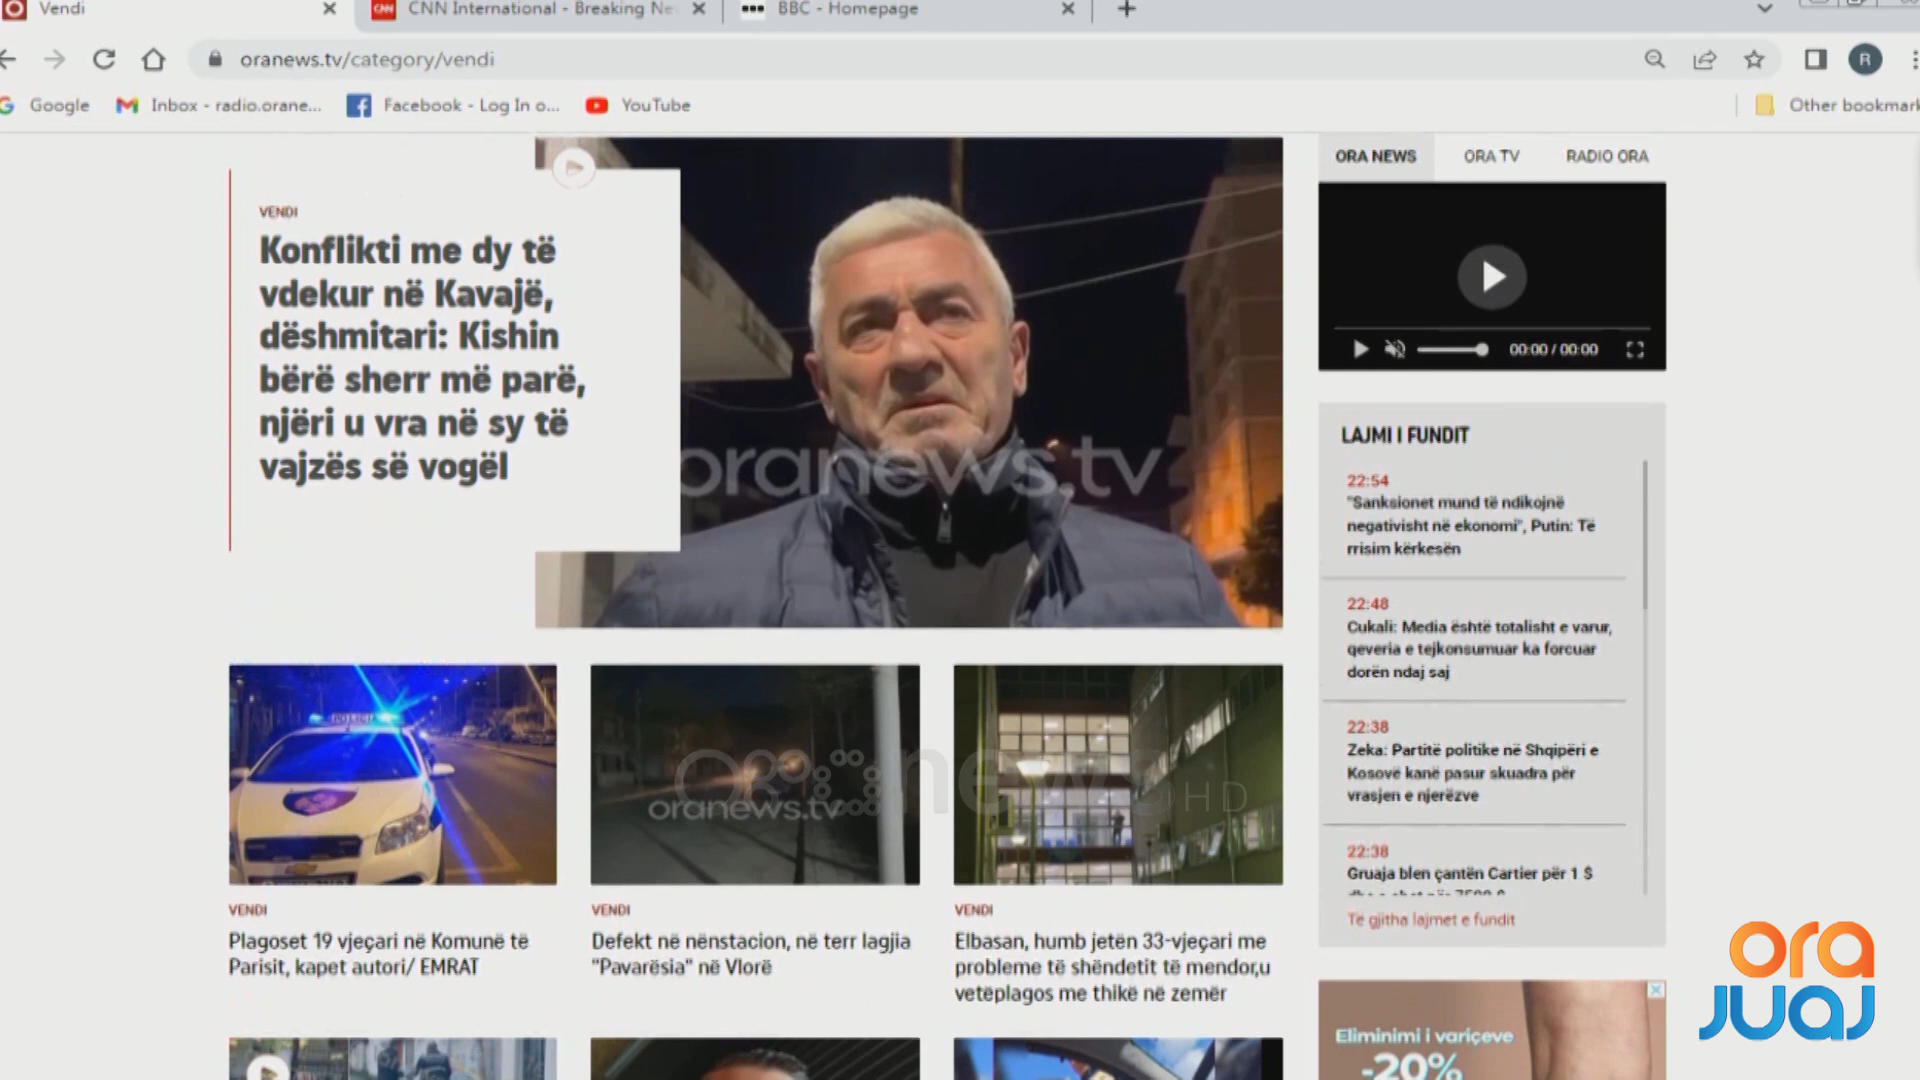 Vendi
CNN International - Breaking Ne
BBC - Homepage
oranews.tv/category/vendi
R
Google
Inbox - radio.orane...
Facebook - Log In o...
YouTube
Other bookmark
VENDI
Konflikti me dy të
vdekur në Kavajë,
dëshmitari: Kishin
bërë sherr më parë,
njëri u vra në sy të
vajzës së vogël
oranews.tv
ORA NEWS
ORA TV
RADIO ORA
00:00 / 00:00
LAJMI I FUNDIT
22:54
"Sanksionet mund të ndikojnë
negativisht në ekonomi", Putin: Të
rrisim kërkesën
22:48
Cukali: Media është totalisht e varur,
qeveria e tejkonsumuar ka forcuar
dorën ndaj saj
22:38
Zeka: Partitë politike në Shqipëri e
Kosovë kanë pasur skuadra për
vrasjen e njerëzve
22:38
Gruaja blen çantën Cartier për 1 $
Të gjitha lajmet e fundit
POLICIA
oranews.tv
ora news HD
VENDI
Plagoset 19 vjeçari në Komunë të
Parisit, kapet autori/ EMRAT
VENDI
Defekt në nënstacion, në terr lagjia
"Pavarësia" në Vlorë
VENDI
Elbasan, humb jetën 33-vjeçari me
probleme të shëndetit të mendor,u
vetëplagos me thikë në zemër
Eliminimi i variçeve
-20%
ora
juaj